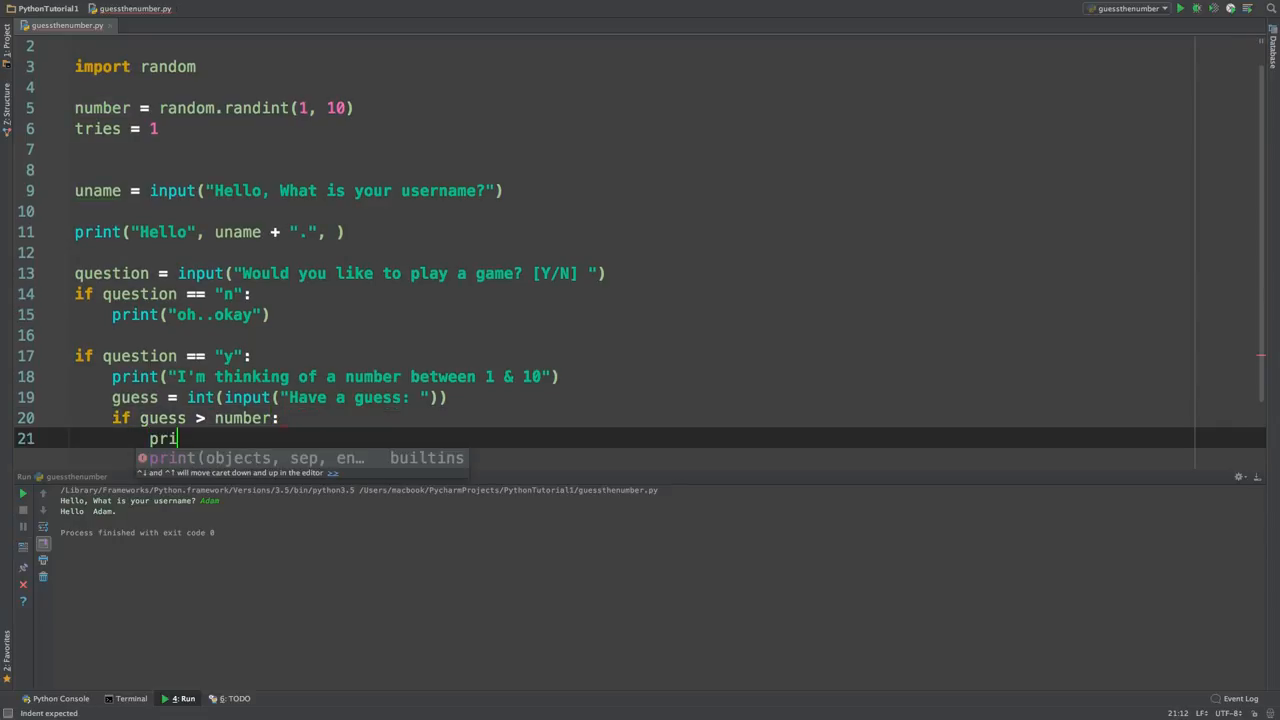 PythonTutorial1 guessthenumber.py guessthenumber
guessthenumber.py
1: Project
Z: Structure
2: Favorites
Database
2
3 import random
4
5 number = random.randint(1, 10)
6 tries = 1
7
8
9 uname = input("Hello, What is your username?")
10
11 print("Hello", uname + ".", )
12
13 question = input("Would you like to play a game? [Y/N] ")
14 if question == "n":
15 print("oh..okay")
16
17 if question == "y":
18 print("I'm thinking of a number between 1 & 10")
19 guess = int(input("Have a guess: "))
20 if guess > number:
21 pri
print(objects, sep, en… builtins
^↓ and ^↑ will move caret down and up in the editor >>
Run guessthenumber
/Library/Frameworks/Python.framework/Versions/3.5/bin/python3.5 /Users/macbook/PycharmProjects/PythonTutorial1/guessthenumber.py
Hello, What is your username? Adam
Hello Adam.
Process finished with exit code 0
Python Console Terminal 4: Run 6: TODO Event Log
Indent expected 21:12 LF÷ UTF-8÷